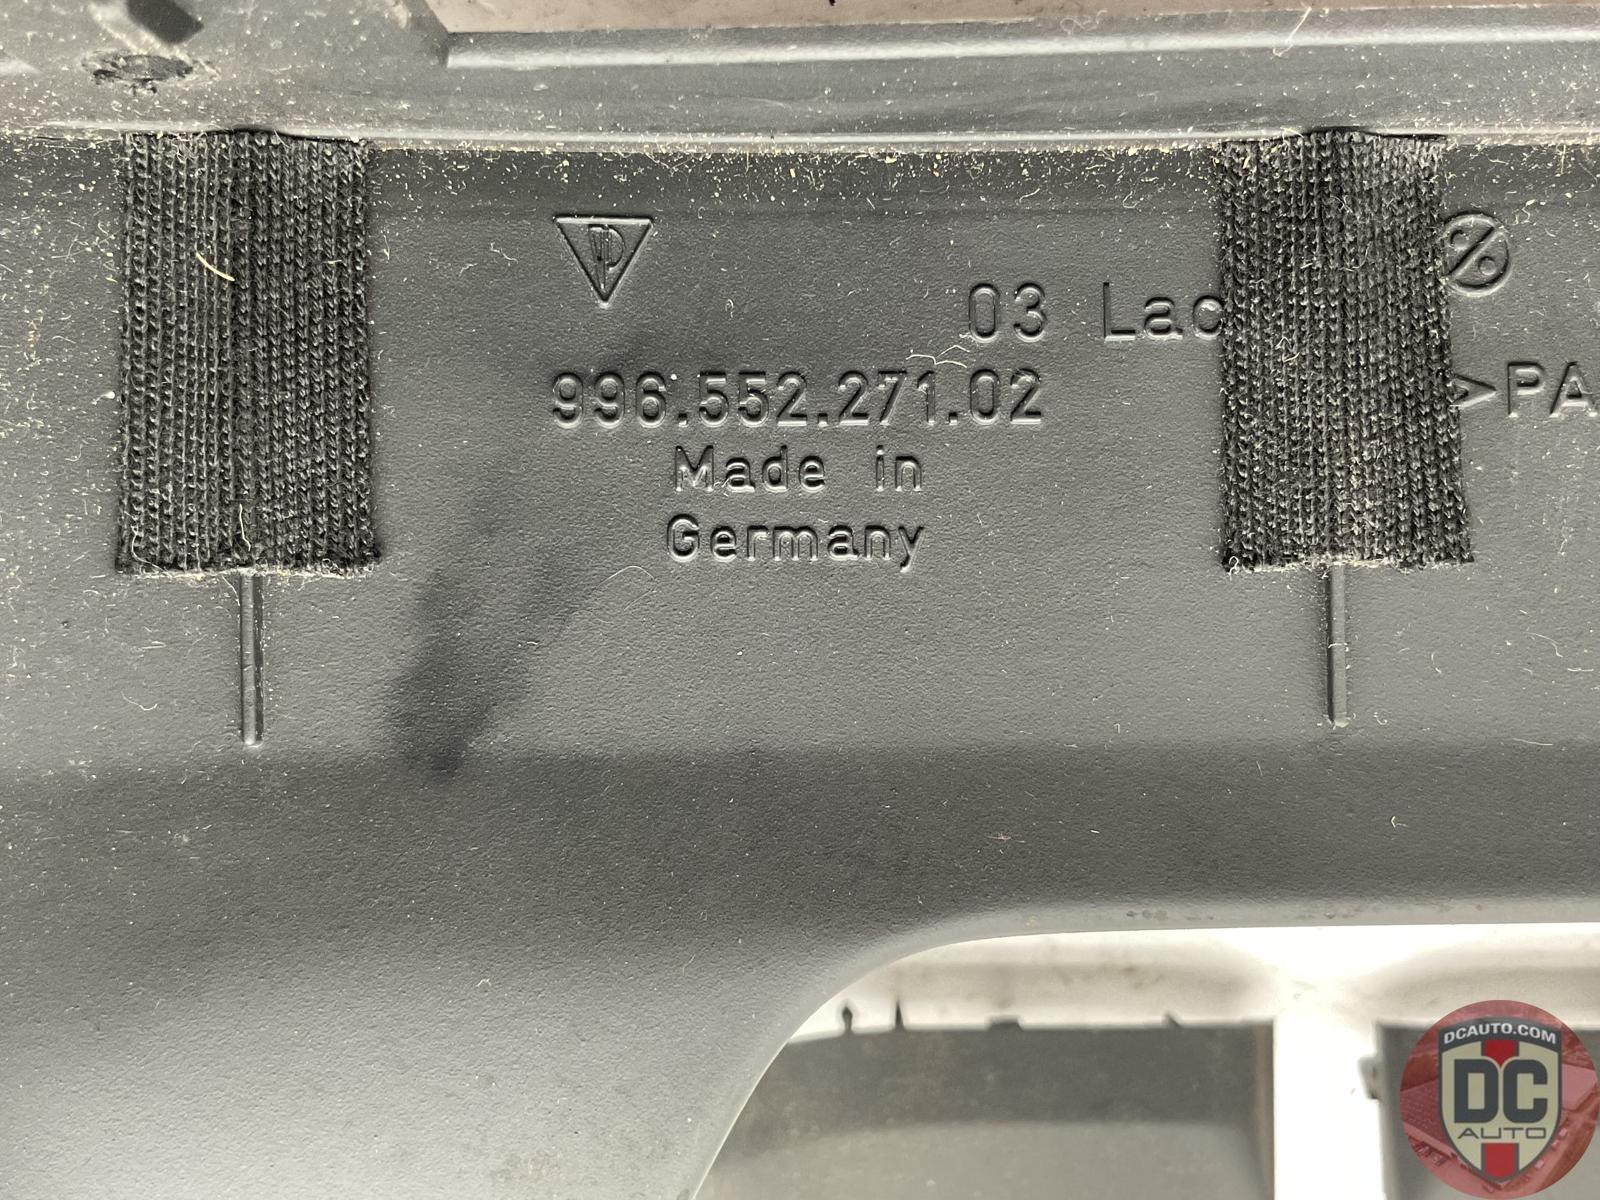 03 Lac
996.552.271.02
>PA
Made in
Germany
DCAUTO.COM
DC
AUTO